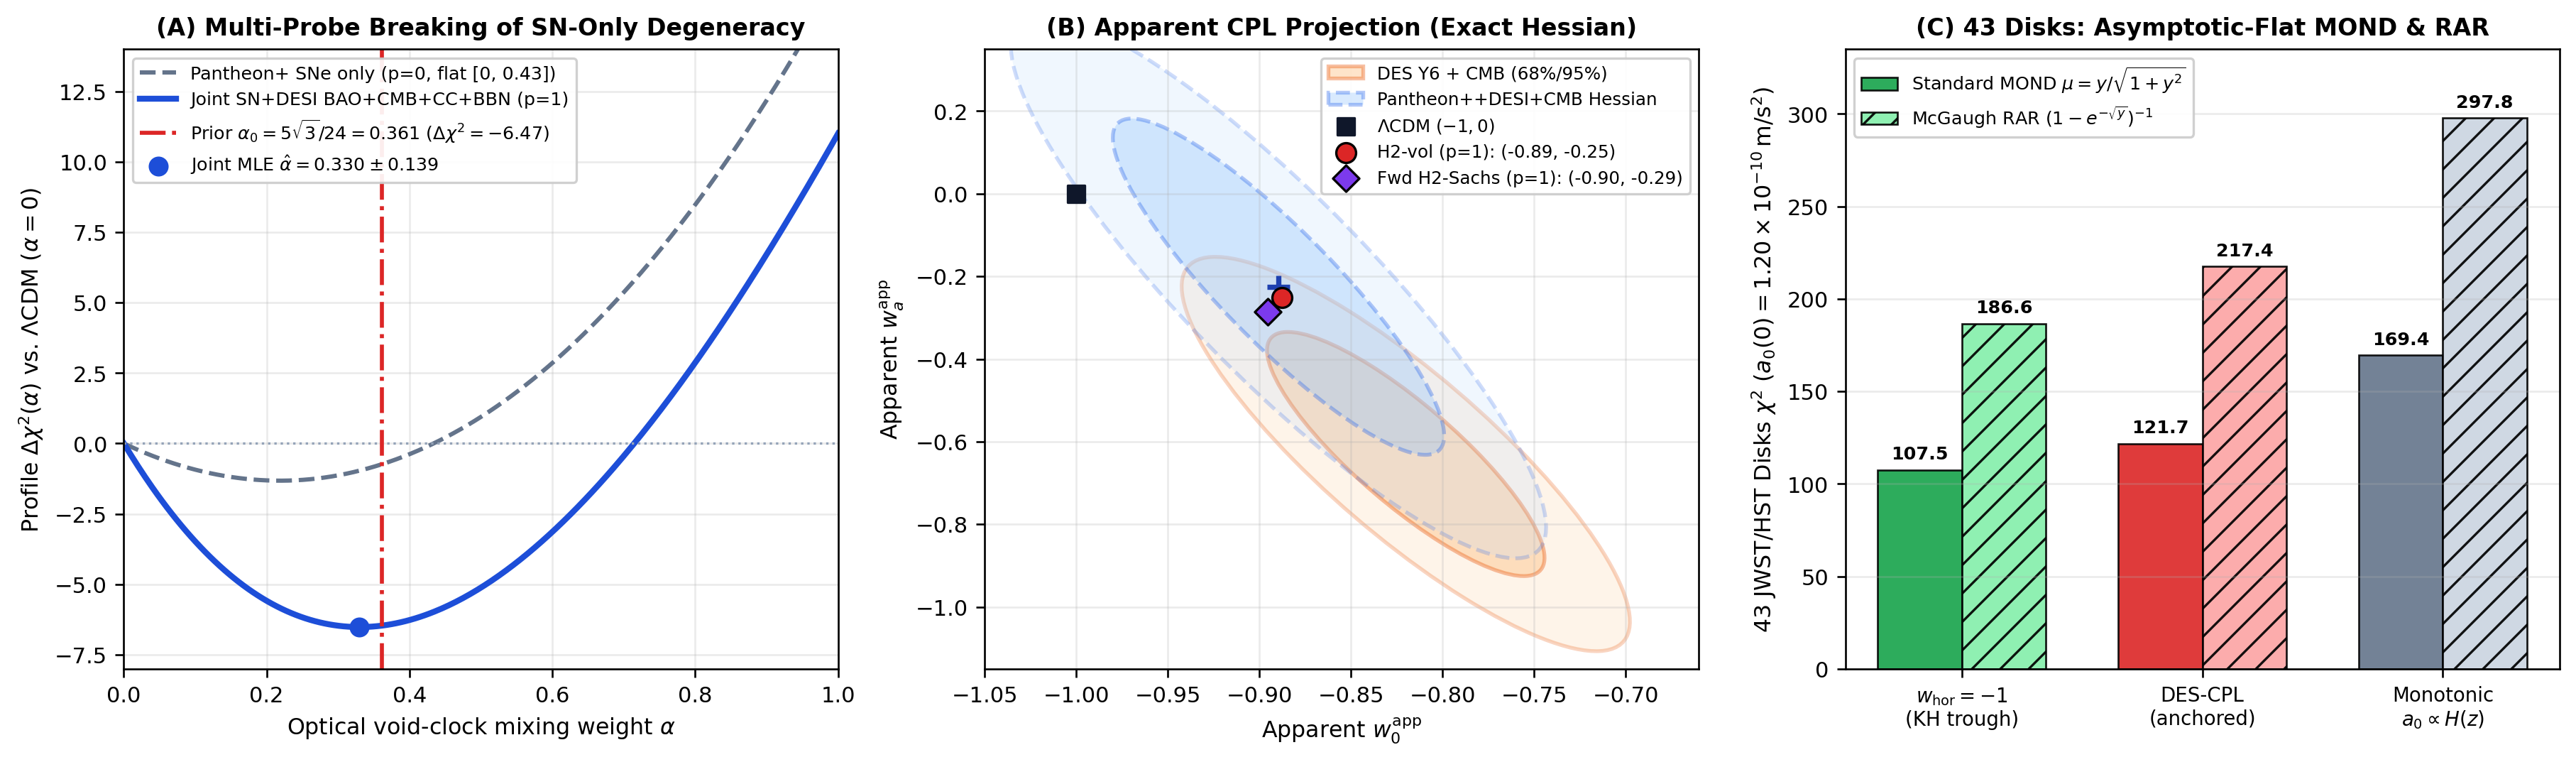 (A) Multi-Probe Breaking of SN-Only Degeneracy
Profile Δχ²(α) vs. ΛCDM (α = 0)
12.5
10.0
7.5
5.0
2.5
0.0
−2.5
−5.0
−7.5
Pantheon+ SNe only (p=0, flat [0, 0.43])
Joint SN+DESI BAO+CMB+CC+BBN (p=1)
Prior α₀ = 5√3/24 = 0.361 (Δχ² = −6.47)
Joint MLE α̂ = 0.330 ± 0.139
0.0 0.2 0.4 0.6 0.8 1.0
Optical void-clock mixing weight α
(B) Apparent CPL Projection (Exact Hessian)
Apparent wₐ^app
0.2
0.0
−0.2
−0.4
−0.6
−0.8
−1.0
DES Y6 + CMB (68%/95%)
Pantheon++DESI+CMB Hessian
ΛCDM (−1, 0)
H2-vol (p=1): (-0.89, -0.25)
Fwd H2-Sachs (p=1): (-0.90, -0.29)
−1.05 −1.00 −0.95 −0.90 −0.85 −0.80 −0.75 −0.70
Apparent w₀^app
(C) 43 Disks: Asymptotic-Flat MOND & RAR
43 JWST/HST Disks χ² (a₀(0) = 1.20 × 10⁻¹⁰ m/s²)
300
250
200
150
100
50
0
Standard MOND μ = y/√(1 + y²)
McGaugh RAR (1 − e^(−√y))⁻¹
107.5
186.6
121.7
217.4
169.4
297.8
w_hor = −1
(KH trough)
DES-CPL
(anchored)
Monotonic
a₀ ∝ H(z)